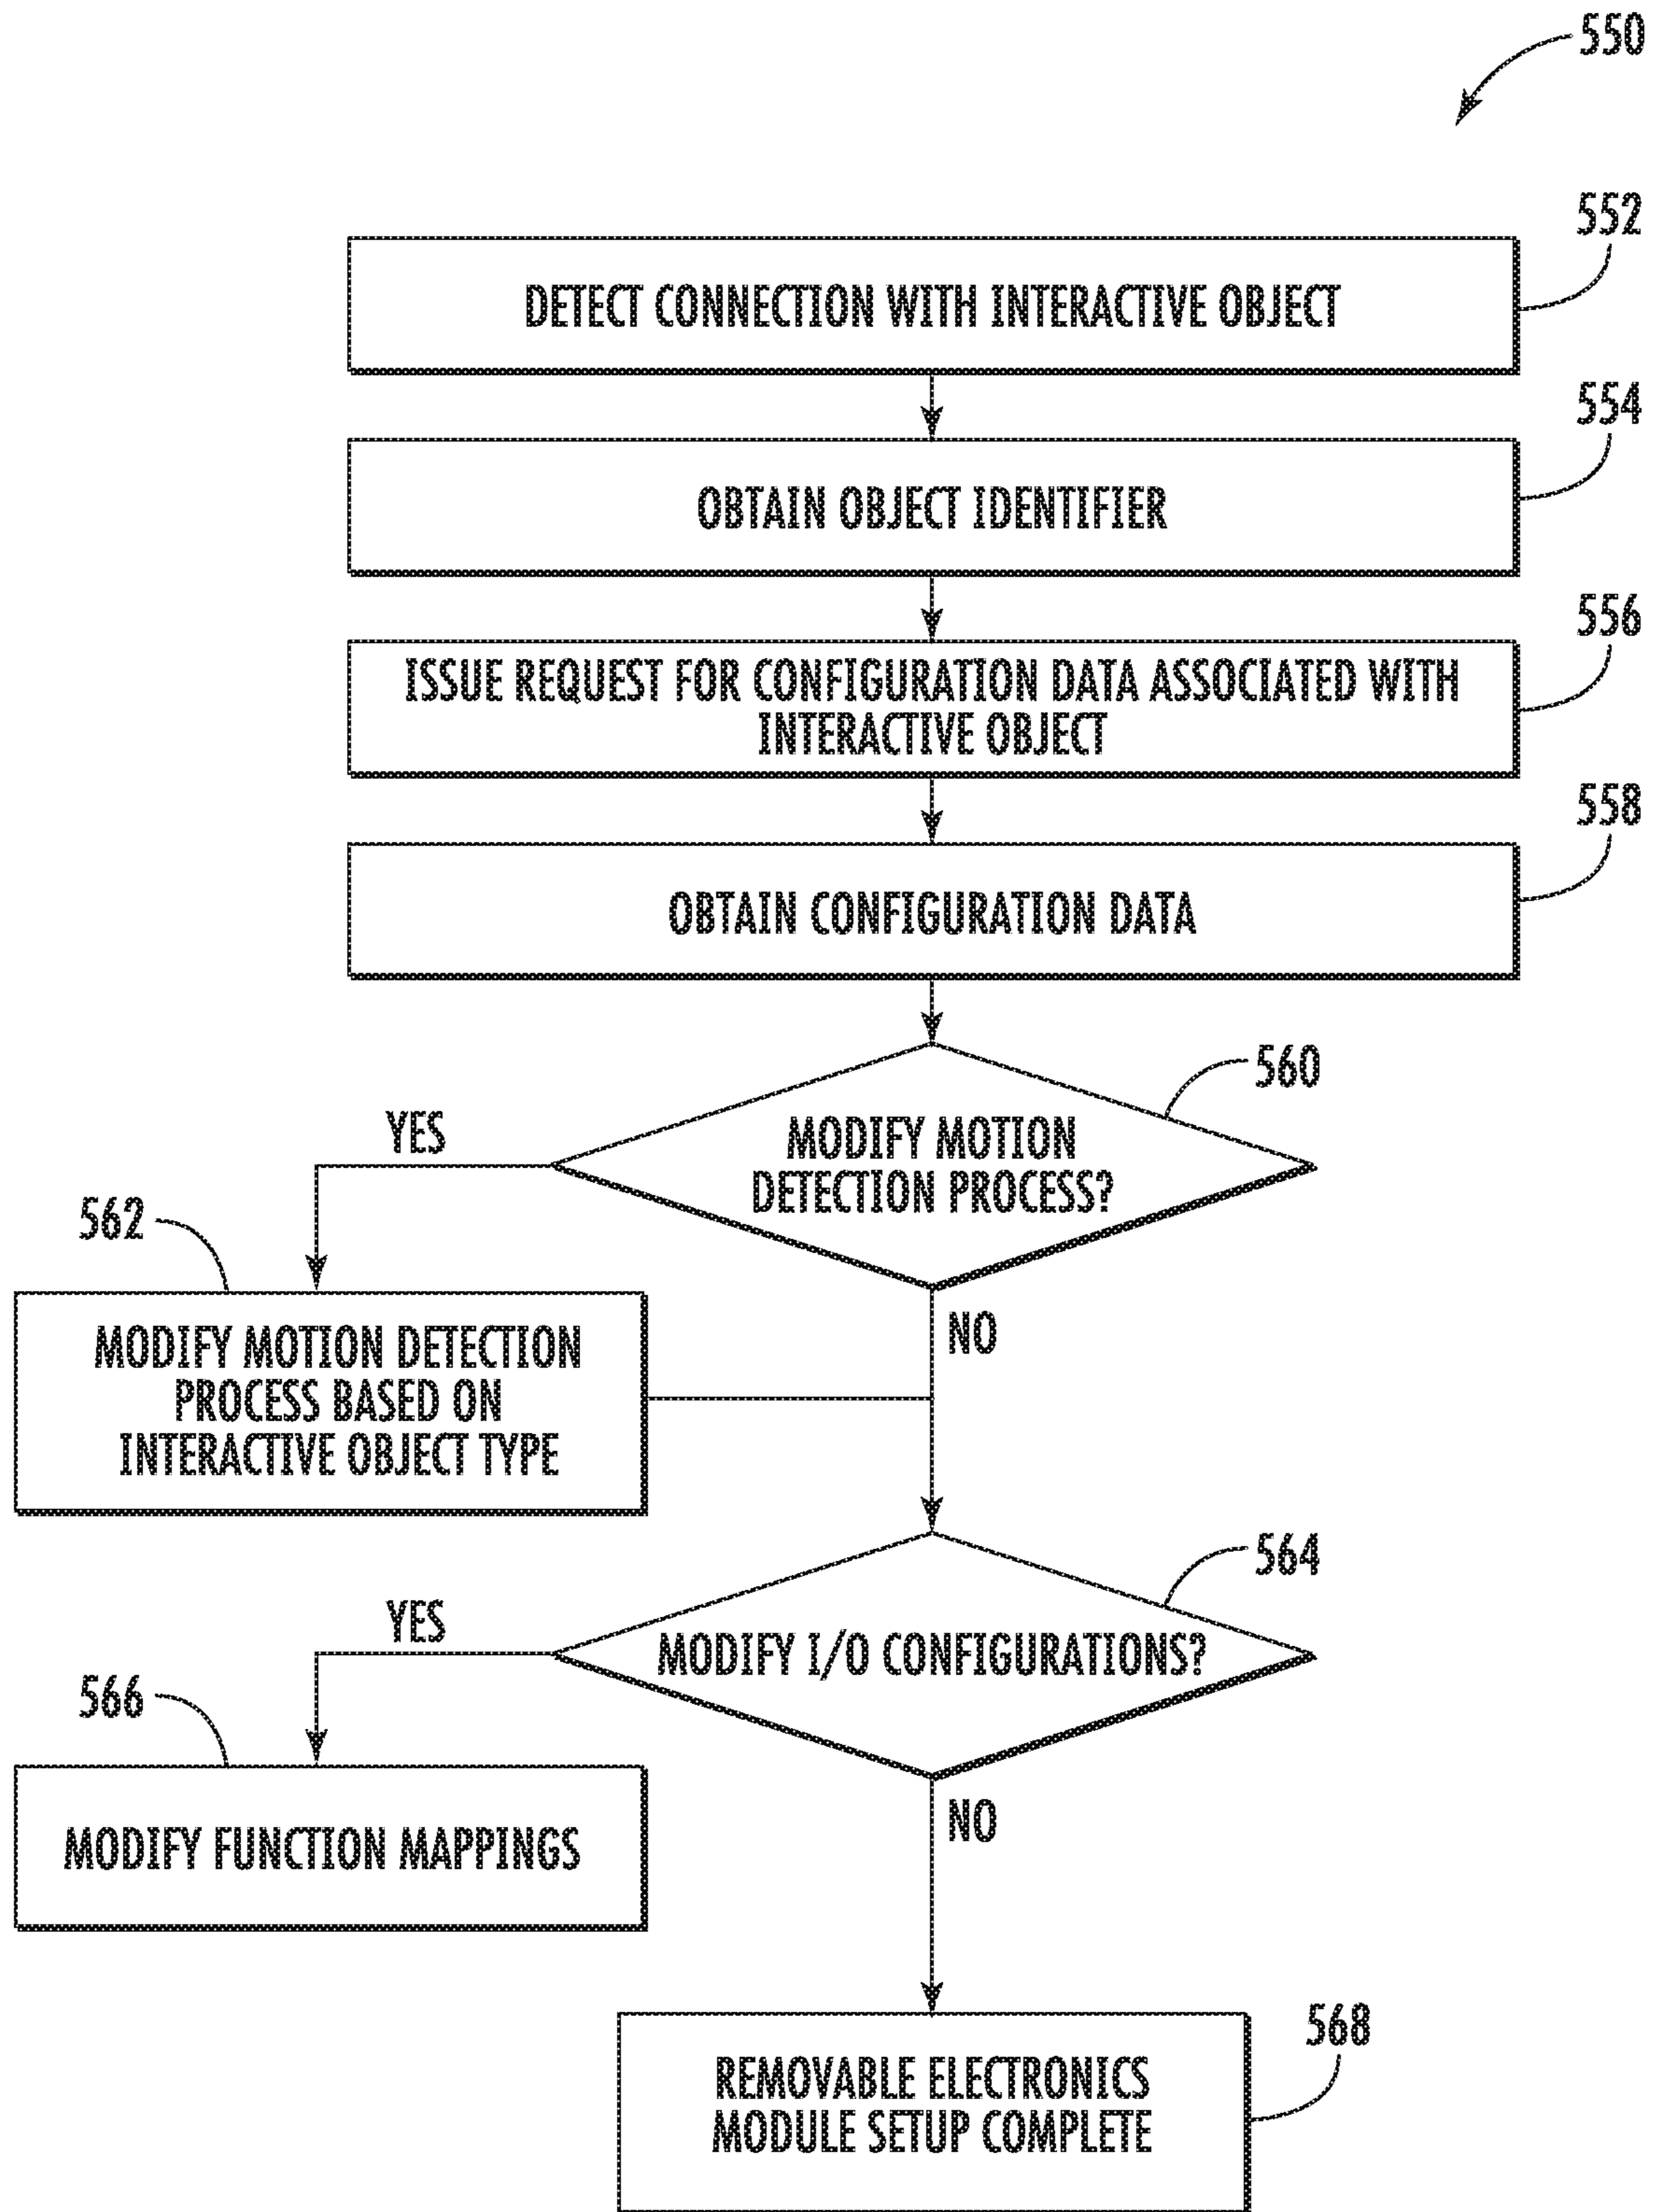 550
552
DETECT CONNECTION WITH INTERACTIVE OBJECT
554
OBTAIN OBJECT IDENTIFIER
556
ISSUE REQUEST FOR CONFIGURATION DATA ASSOCIATED WITH
INTERACTIVE OBJECT
558
OBTAIN CONFIGURATION DATA
560
YES
MODIFY MOTION
DETECTION PROCESS?
562
NO
MODIFY MOTION DETECTION
PROCESS BASED ON
INTERACTIVE OBJECT TYPE
564
YES
MODIFY I/O CONFIGURATIONS?
566
NO
MODIFY FUNCTION MAPPINGS
568
REMOVABLE ELECTRONICS
MODULE SETUP COMPLETE